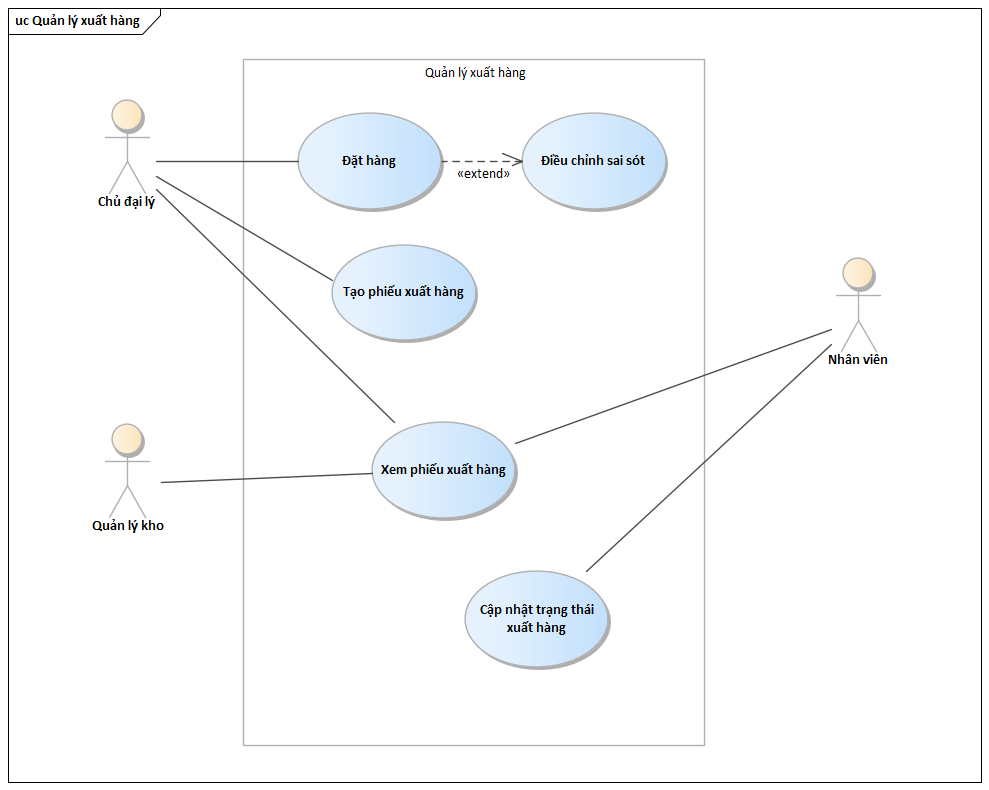 uc Quản lý xuất hàng
Quản lý xuất hàng
Đặt hàng
«extend»
Điều chỉnh sai sót
Chủ đại lý
Tạo phiếu xuất hàng
Nhân viên
Xem phiếu xuất hàng
Quản lý kho
Cập nhật trạng thái
xuất hàng